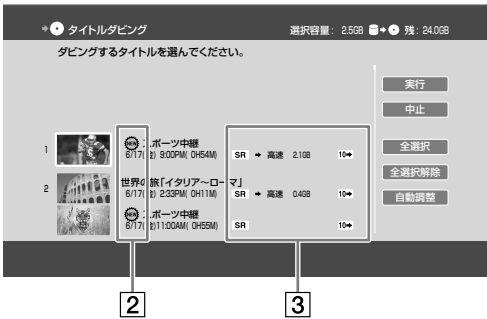 タイトルダビング 選択容量: 2.5GB 残: 24.0GB
ダビングするタイトルを選んでください。
実行
中止
全選択
全選択解除
自動調整
1 NEW スポーツ中継
6/17(金) 9:00PM( 0H54M) SR 高速 2.1GB 10
2 世界の旅「イタリア〜ローマ」
6/17(金) 2:33PM( 0H11M) SR 高速 0.4GB 10
NEW スポーツ中継
6/17(金)11:00AM( 0H55M) SR 10
2 3